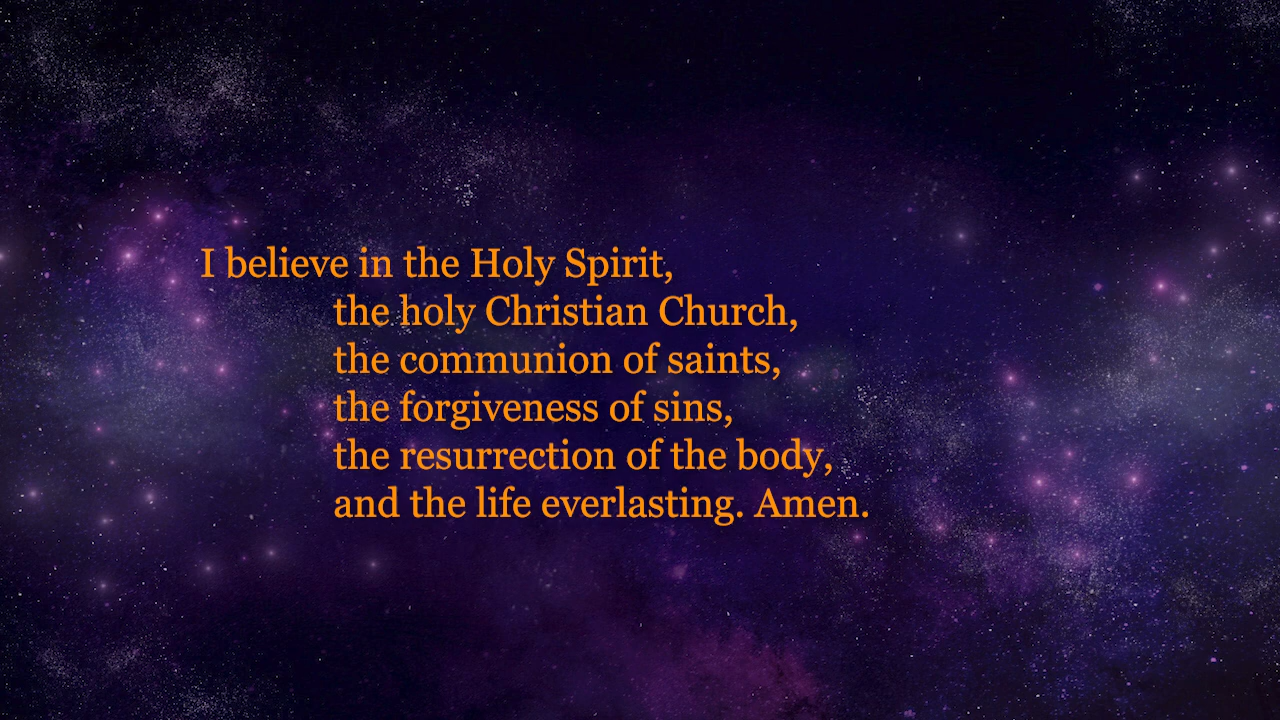 I believe in the Holy Spirit,
the holy Christian Church,
the communion of saints,
the forgiveness of sins,
the resurrection of the body,
and the life everlasting. Amen.